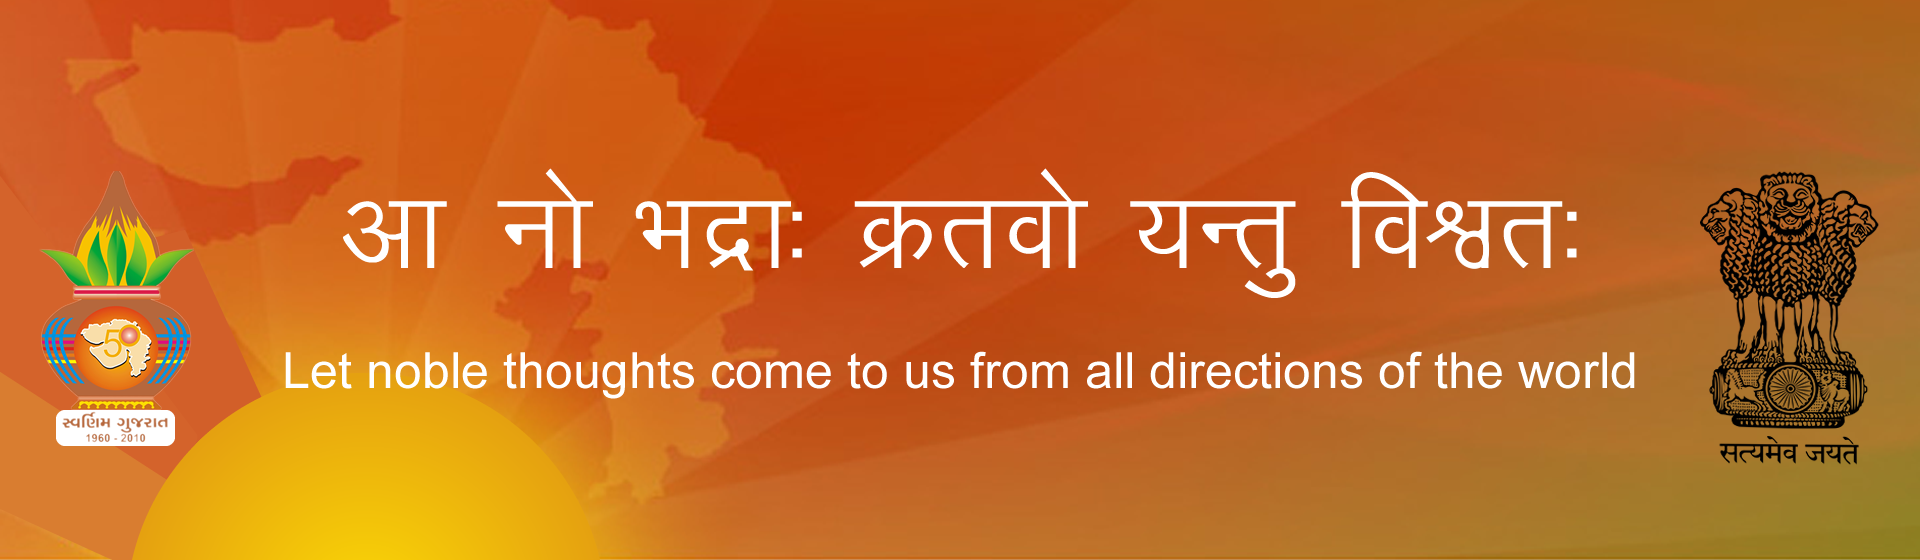 आ नो भद्राः क्रतवो यन्तु विश्वतः
Let noble thoughts come to us from all directions of the world
50
સ્વર્ણિમ ગુજરાત
1960 - 2010
सत्यमेव जयते